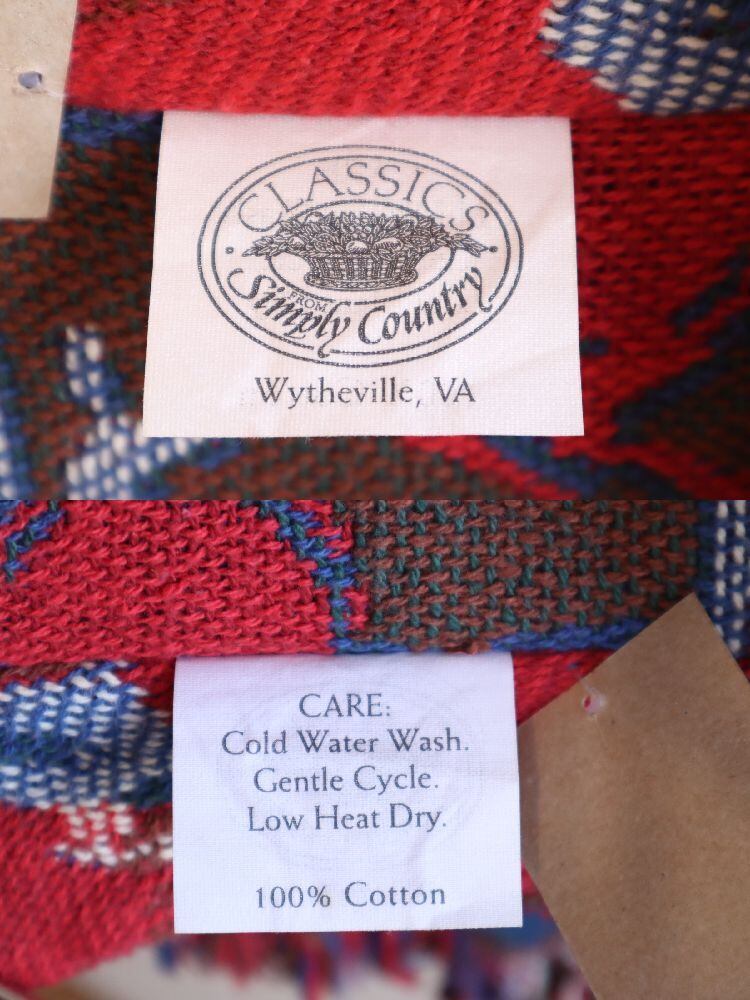 CLASSICS
FROM
Simply Country
Wytheville, VA
CARE:
Cold Water Wash.
Gentle Cycle.
Low Heat Dry.
100% Cotton